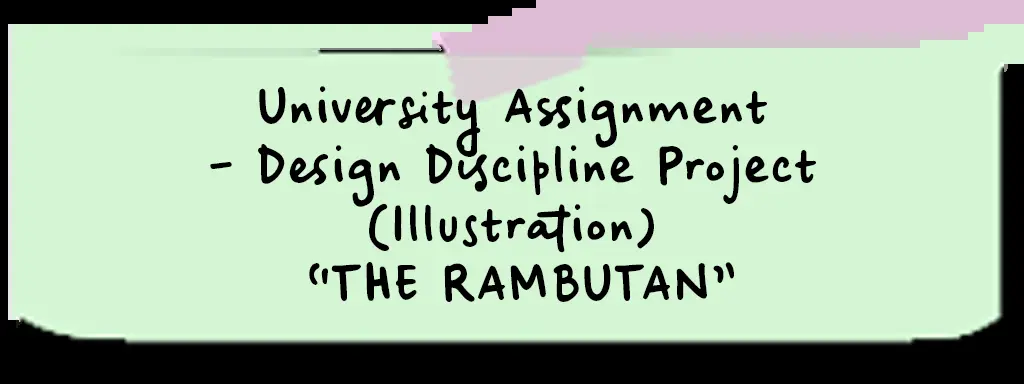 University Assignment
- Design Discipline Project
(Illustration)
“THE RAMBUTAN”